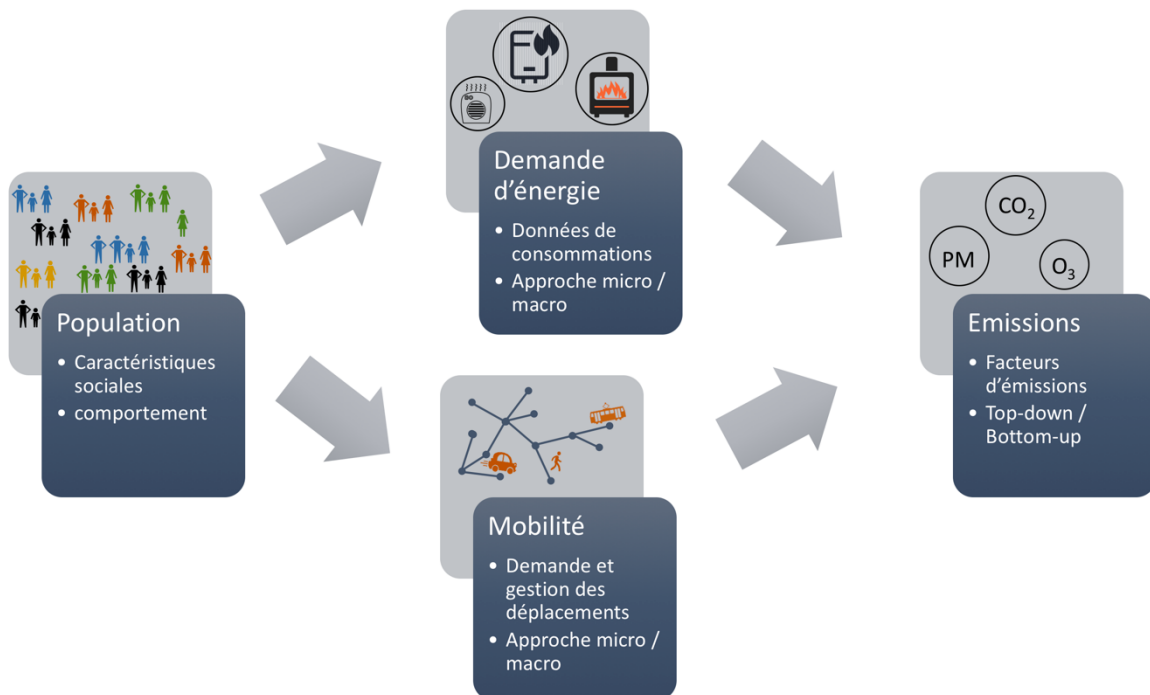 Population
• Caractéristiques
sociales
• comportement
Demande
d’énergie
• Données de
consommations
• Approche micro /
macro
Mobilité
• Demande et
gestion des
déplacements
• Approche micro /
macro
CO₂
PM
O₃
Emissions
• Facteurs
d’émissions
• Top-down /
Bottom-up